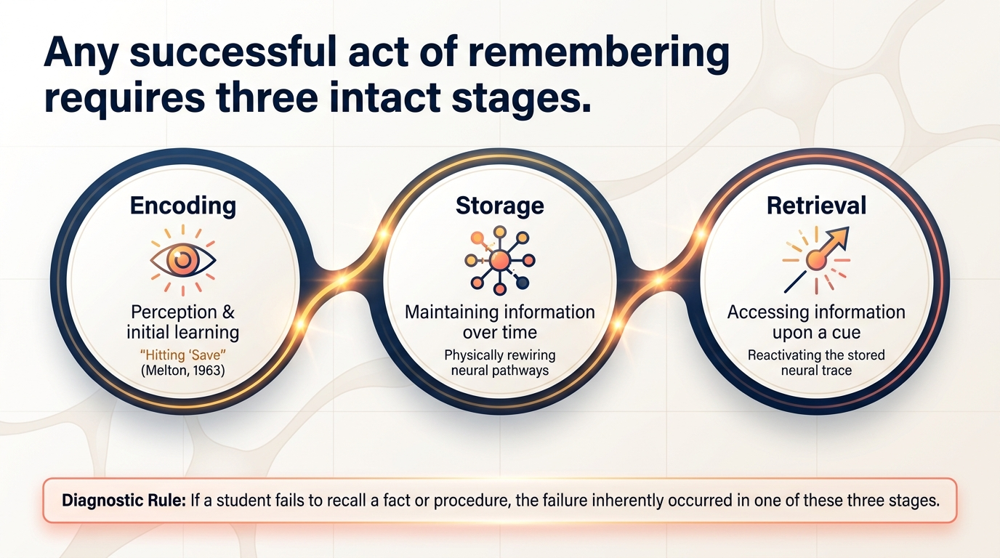 Any successful act of remembering
requires three intact stages.
Encoding
Perception &
initial learning
“Hitting ‘Save”
(Melton, 1963)
Storage
Maintaining information
over time
Physically rewiring
neural pathways
Retrieval
Accessing information
upon a cue
Reactivating the stored
neural trace
Diagnostic Rule: If a student fails to recall a fact or procedure, the failure inherently occurred in one of these three stages.